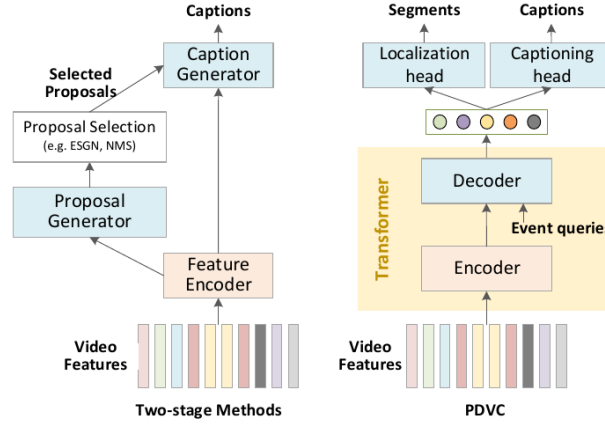 Captions
Caption
Generator
Selected
Proposals
Proposal Selection
(e.g. ESGN, NMS)
Proposal
Generator
Feature
Encoder
Video
Features
Two-stage Methods
Segments
Captions
Localization
head
Captioning
head
Transformer
Decoder
Event queries
Encoder
Video
Features
PDVC